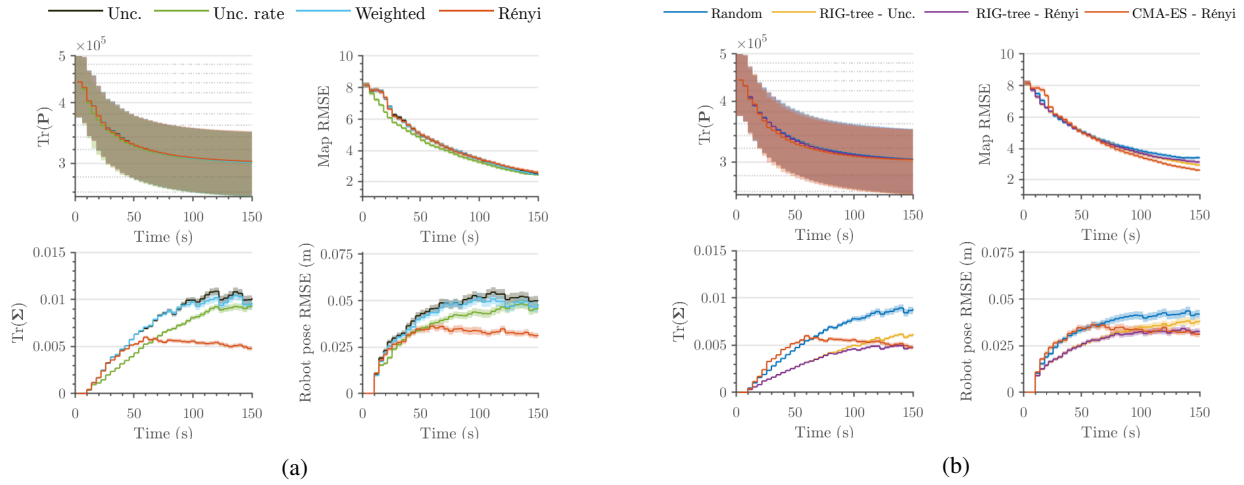 Unc. Unc. rate Weighted Rényi
×10⁵
5
4
3
Tr(P)
0 50 100 150
Time (s)
10
8
6
4
2
Map RMSE
0 50 100 150
Time (s)
0.015
0.01
0.005
0
Tr(Σ)
0 50 100 150
Time (s)
0.075
0.05
0.025
0
Robot pose RMSE (m)
0 50 100 150
Time (s)
(a)
Random RIG-tree - Unc. RIG-tree - Rényi CMA-ES - Rényi
×10⁵
5
4
3
Tr(P)
0 50 100 150
Time (s)
10
8
6
4
2
Map RMSE
0 50 100 150
Time (s)
0.015
0.01
0.005
0
Tr(Σ)
0 50 100 150
Time (s)
0.075
0.05
0.025
0
Robot pose RMSE (m)
0 50 100 150
Time (s)
(b)